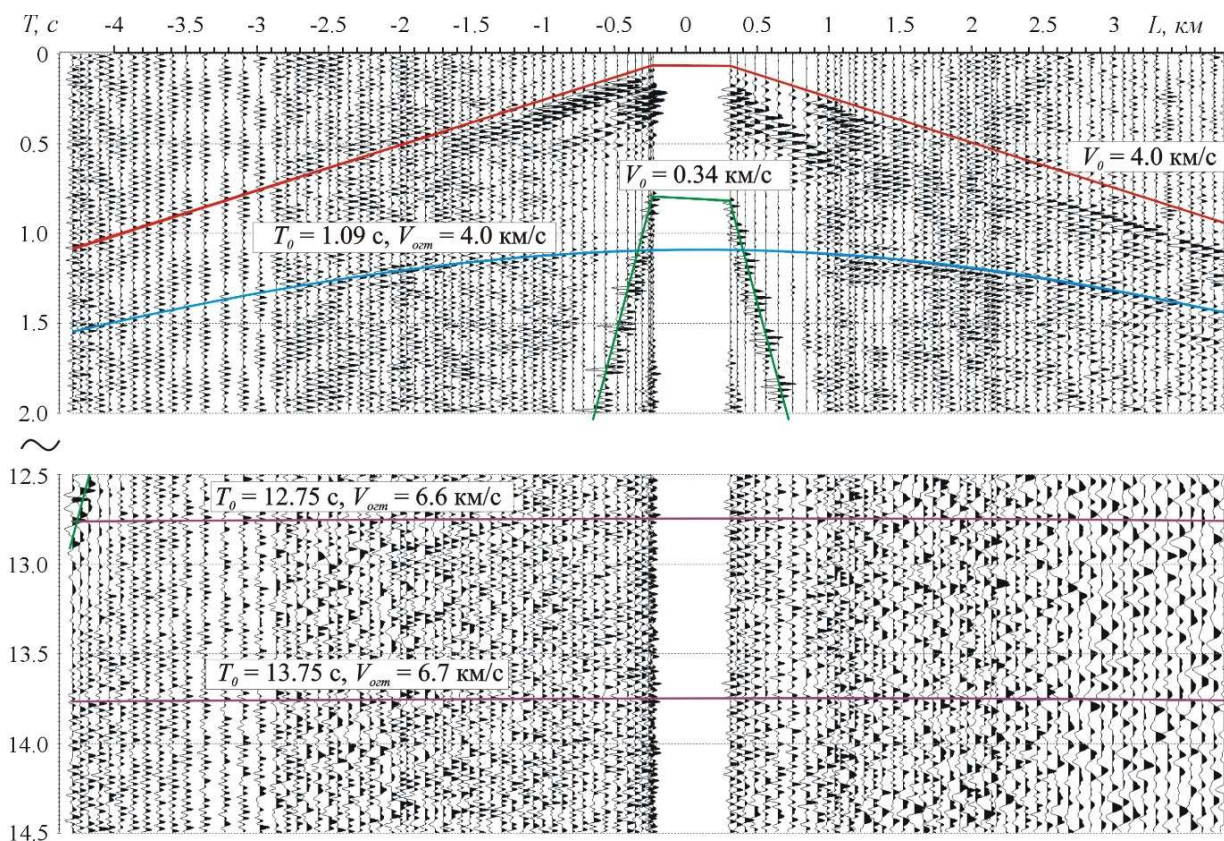 T, c -4 -3.5 -3 -2.5 -2 -1.5 -1 -0.5 0 0.5 1 1.5 2 2.5 3 L, км
0
0.5
V₀ = 4.0 км/с
V₀ = 0.34 км/с
1.0
T₀ = 1.09 с, Vогт = 4.0 км/с
1.5
2.0
~
12.5
T₀ = 12.75 с, Vогт = 6.6 км/с
13.0
13.5
T₀ = 13.75 с, Vогт = 6.7 км/с
14.0
14.5